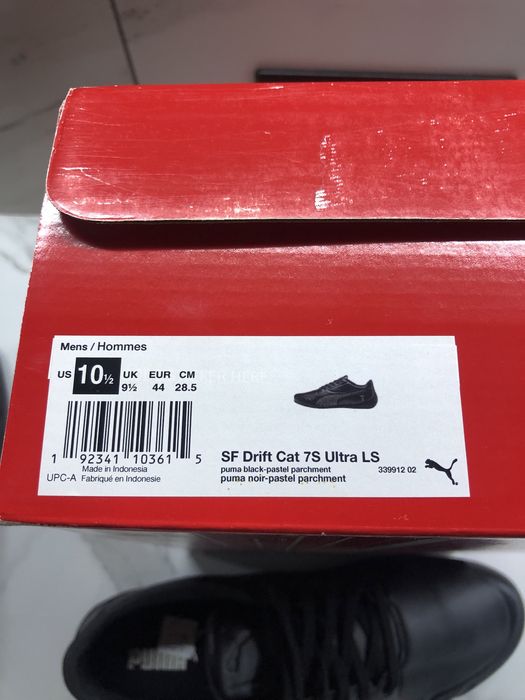 Mens / Hommes
US 10½ UK EUR CM
9½ 44 28.5
1 92341 10361 5
Made in Indonesia
UPC-A Fabriqué en Indonesie
SF Drift Cat 7S Ultra LS
puma black-pastel parchment 339912 02
puma noir-pastel parchment
PUMA